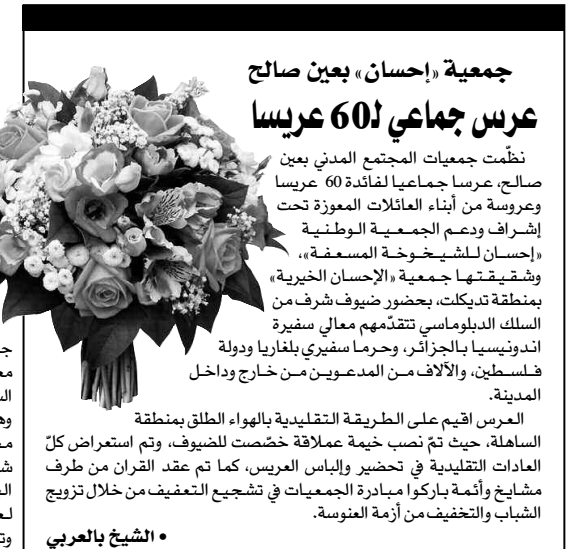 جمعية «إحسان» بعين صالح
عرس جماعي لـ60 عريسا
نظّمت جمعيات المجتمع المدني بعين
صالح، عرسا جماعيا لفائدة 60 عريسا
وعروسة من أبناء العائلات المعوزة تحت
إشراف ودعم الجمعية الوطنية
«إحسان للشيخوخة المسعفة»،
وشقيقتها جمعية «الإحسان الخيرية»
بمنطقة تديكلت، بحضور ضيوف شرف من
السلك الدبلوماسي تتقدّمهم معالي سفيرة
اندونيسيا بالجزائر، وحرما سفيري بلغاريا ودولة
فلسطين، والآلاف من المدعوين من خارج وداخل
المدينة.
العرس اقيم على الطريقة التقليدية بالهواء الطلق بمنطقة
الساهلة، حيث تمّ نصب خيمة عملاقة خصّصت للضيوف، وتم استعراض كلّ
العادات التقليدية في تحضير وإلباس العريس، كما تم عقد القران من طرف
مشايخ وأئمة باركوا مبادرة الجمعيات في تشجيع التعفيف من خلال تزويج
الشباب والتخفيف من أزمة العنوسة.
• الشيخ بالعربي